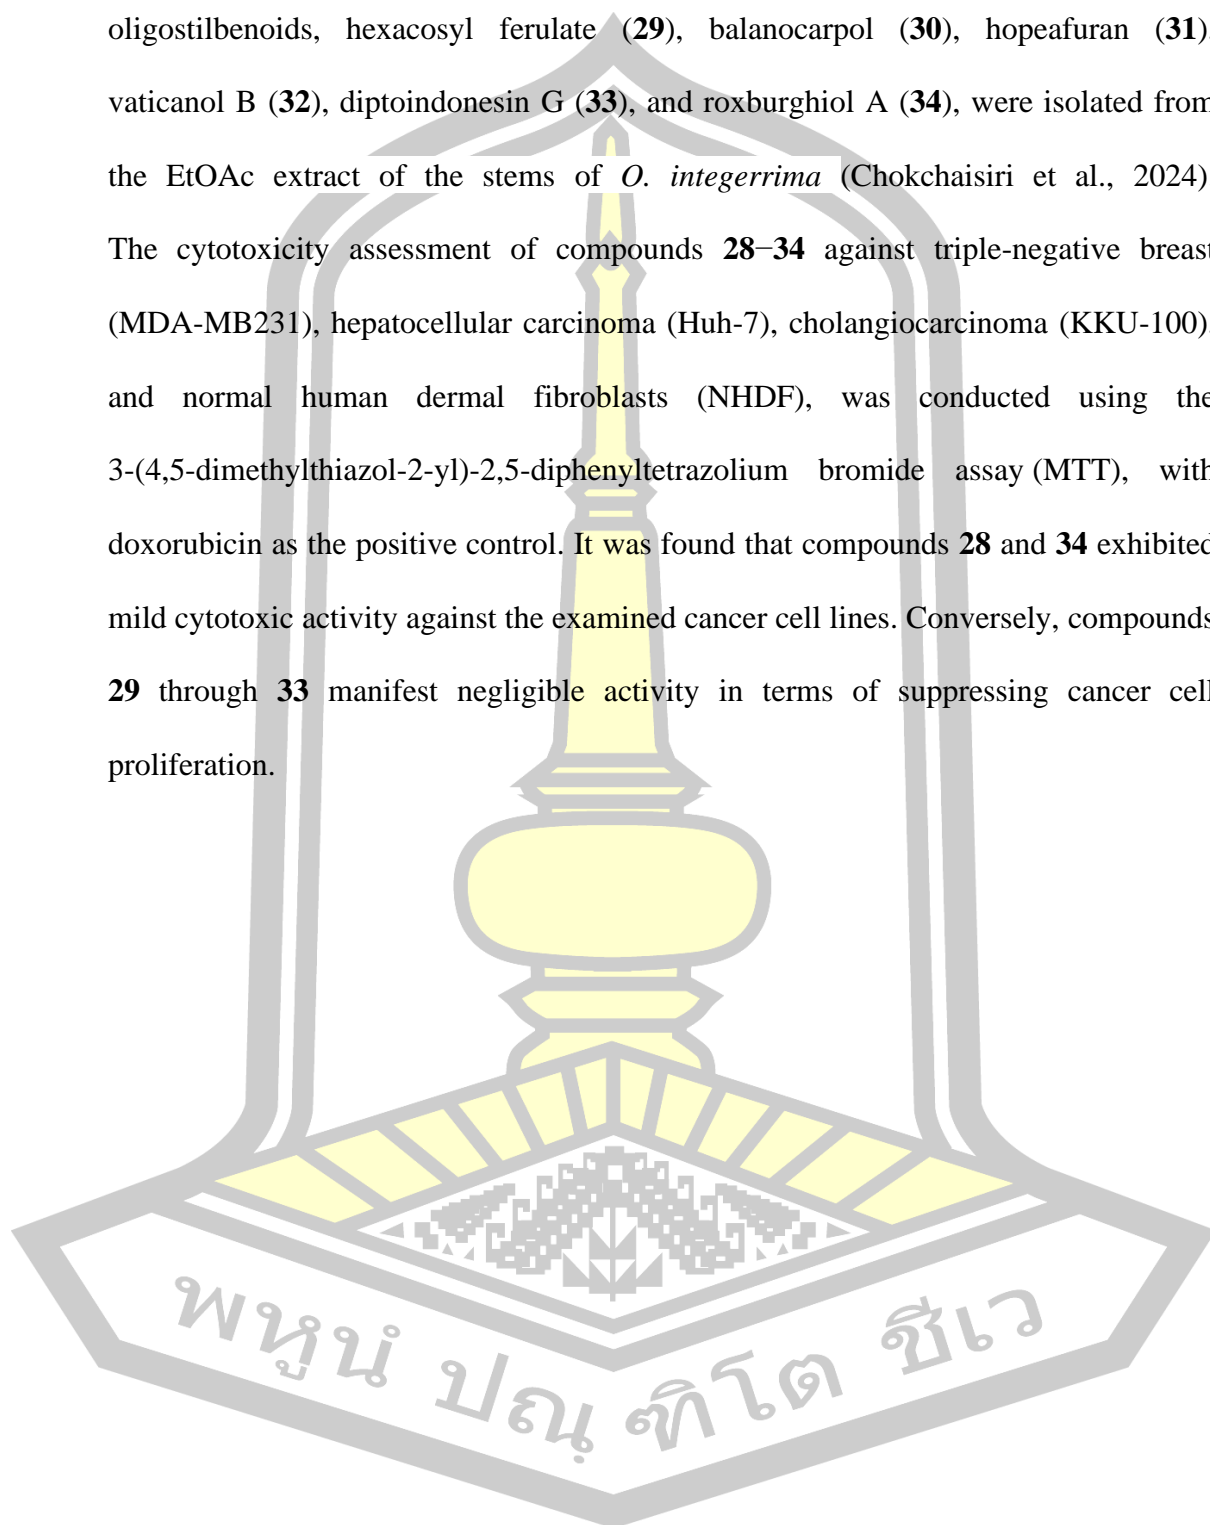 oligostilbenoids, hexacosyl ferulate (29), balanocarpol (30), hopeafuran (31),
vaticanol B (32), diptoindonesin G (33), and roxburghiol A (34), were isolated from
the EtOAc extract of the stems of O. integerrima (Chokchaisiri et al., 2024)
The cytotoxicity assessment of compounds 28−34 against triple-negative breast
(MDA-MB231), hepatocellular carcinoma (Huh-7), cholangiocarcinoma (KKU-100),
and normal human dermal fibroblasts (NHDF), was conducted using the
3-(4,5-dimethylthiazol-2-yl)-2,5-diphenyltetrazolium bromide assay (MTT), with
doxorubicin as the positive control. It was found that compounds 28 and 34 exhibited
mild cytotoxic activity against the examined cancer cell lines. Conversely, compounds
29 through 33 manifest negligible activity in terms of suppressing cancer cell
proliferation.
พหูนํ ปณฺฑิโต ชีเว